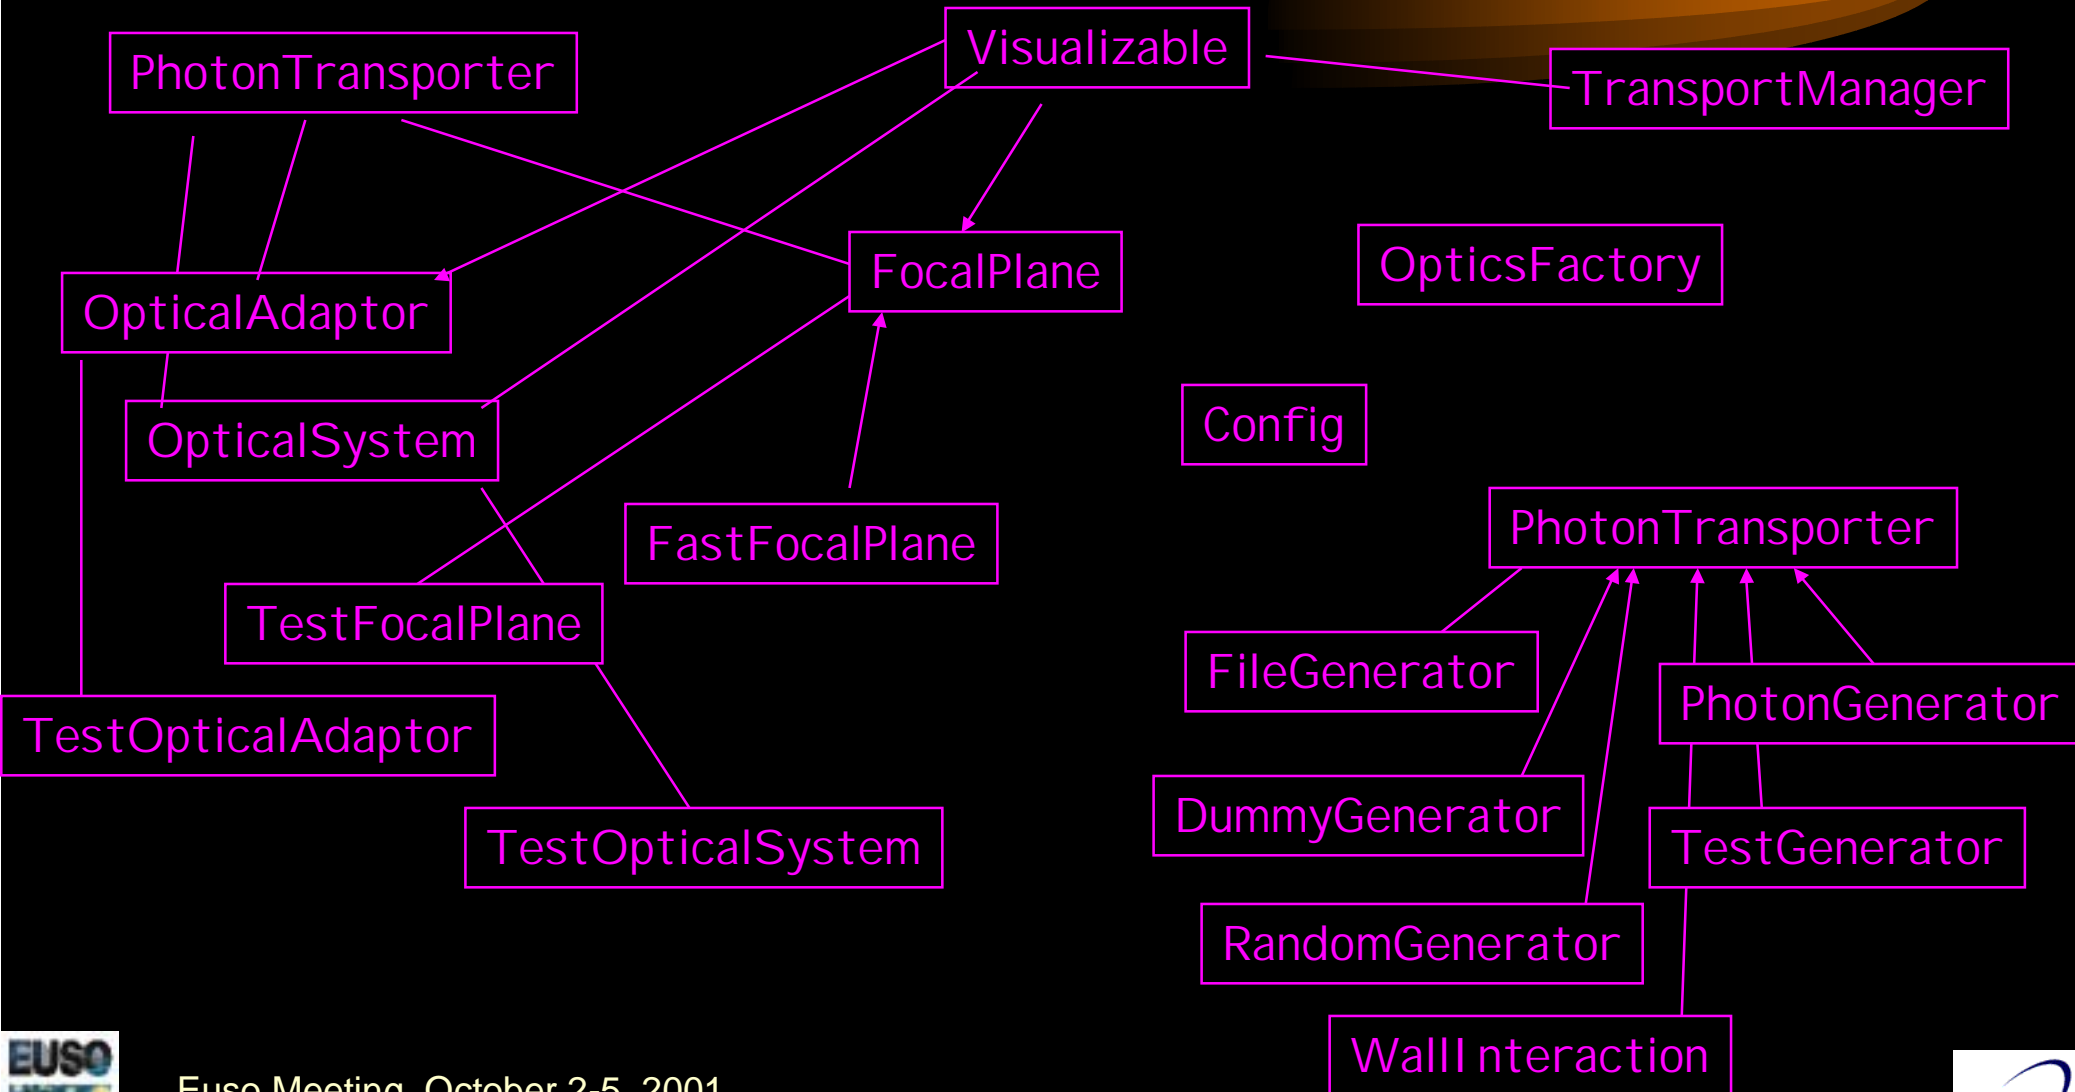 Visualizable
PhotonTransporter
TransportManager
FocalPlane
OpticsFactory
OpticalAdaptor
Config
OpticalSystem
PhotonTransporter
FastFocalPlane
TestFocalPlane
FileGenerator
PhotonGenerator
TestOpticalAdaptor
DummyGenerator
TestOpticalSystem
TestGenerator
RandomGenerator
WallInteraction
EUSO
Euso Meeting, October 2-5, 2001